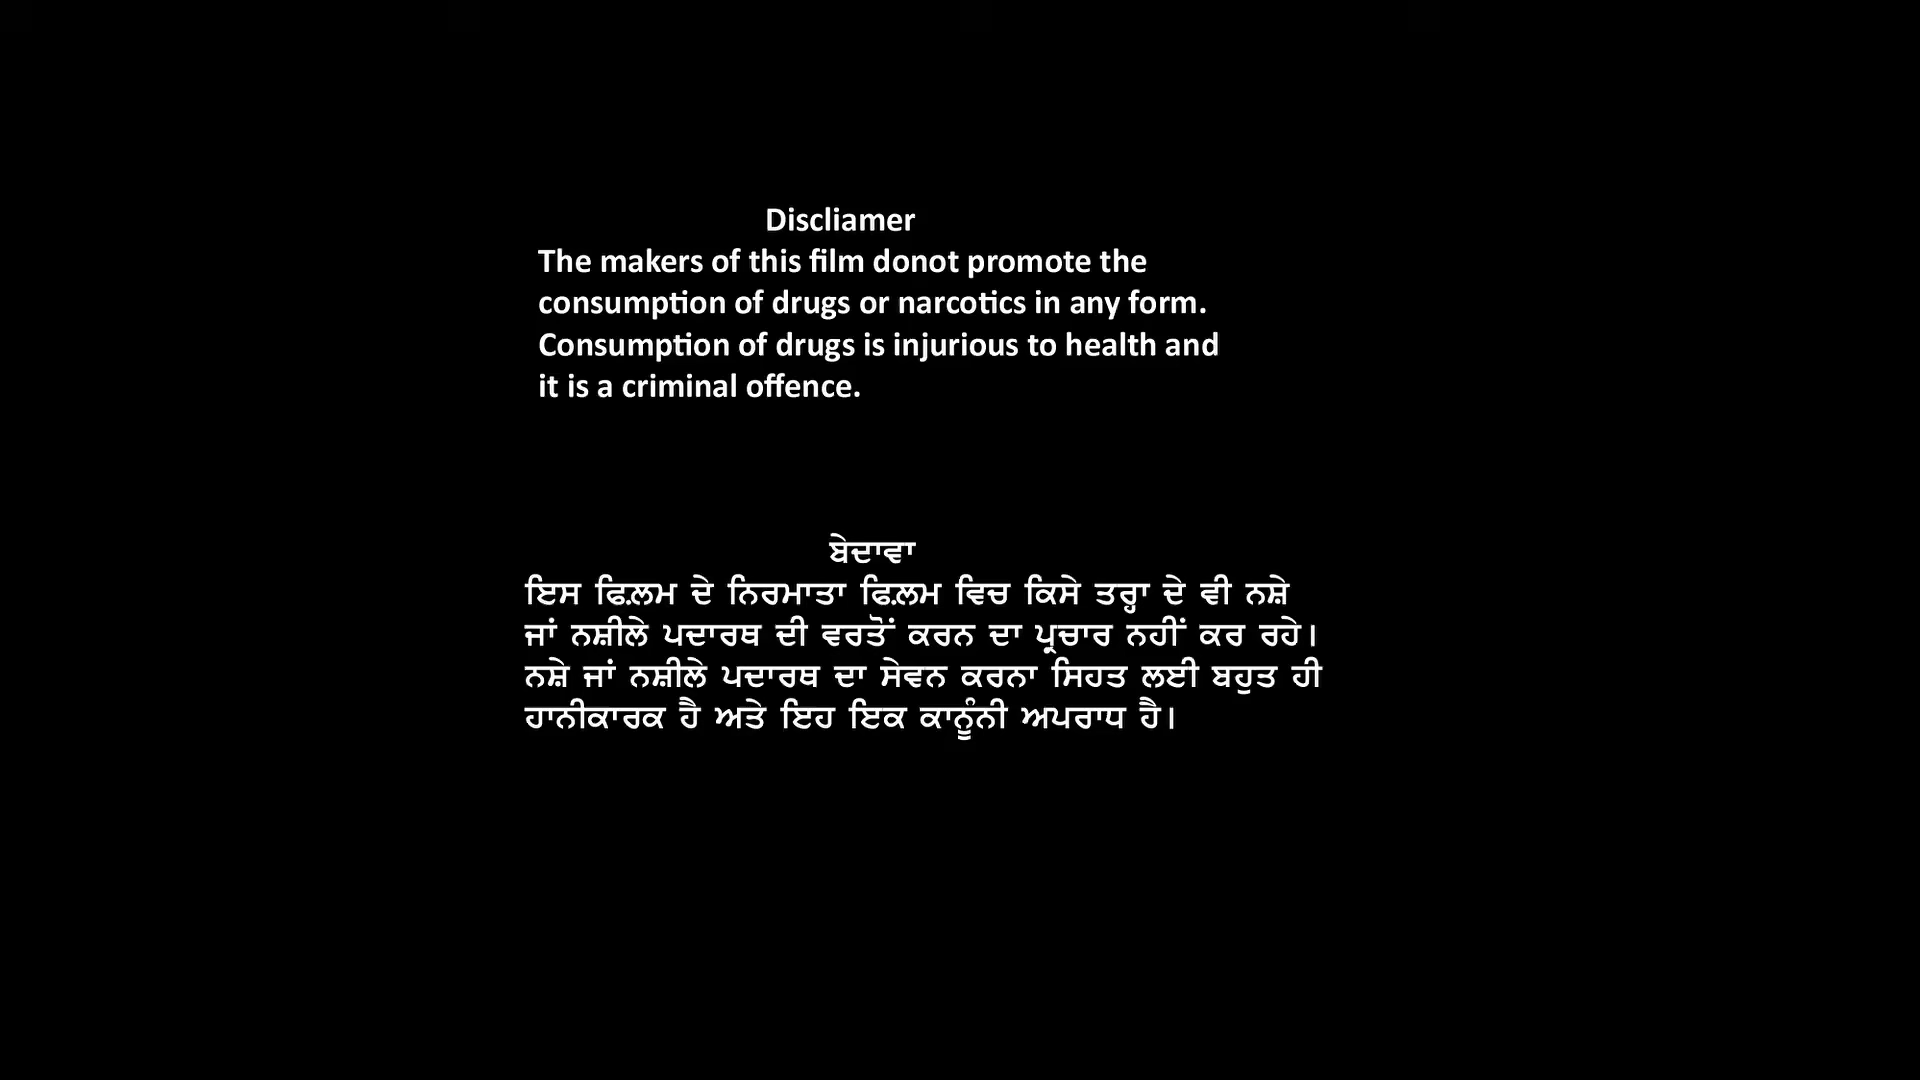 Discliamer
The makers of this film donot promote the
consumption of drugs or narcotics in any form.
Consumption of drugs is injurious to health and
it is a criminal offence.
ਬੇਦਾਵਾ
ਇਸ ਫਿਲਮ ਦੇ ਨਿਰਮਾਤਾ ਫਿਲਮ ਵਿਚ ਕਿਸੇ ਤਰ੍ਹਾ ਦੇ ਵੀ ਨਸ਼ੇ
ਜਾਂ ਨਸ਼ੀਲੇ ਪਦਾਰਥ ਦੀ ਵਰਤੋਂ ਕਰਨ ਦਾ ਪ੍ਰਚਾਰ ਨਹੀਂ ਕਰ ਰਹੇ।
ਨਸ਼ੇ ਜਾਂ ਨਸ਼ੀਲੇ ਪਦਾਰਥ ਦਾ ਸੇਵਨ ਕਰਨਾ ਸਿਹਤ ਲਈ ਬਹੁਤ ਹੀ
ਹਾਨੀਕਾਰਕ ਹੈ ਅਤੇ ਇਹ ਇਕ ਕਾਨੂੰਨੀ ਅਪਰਾਧ ਹੈ।